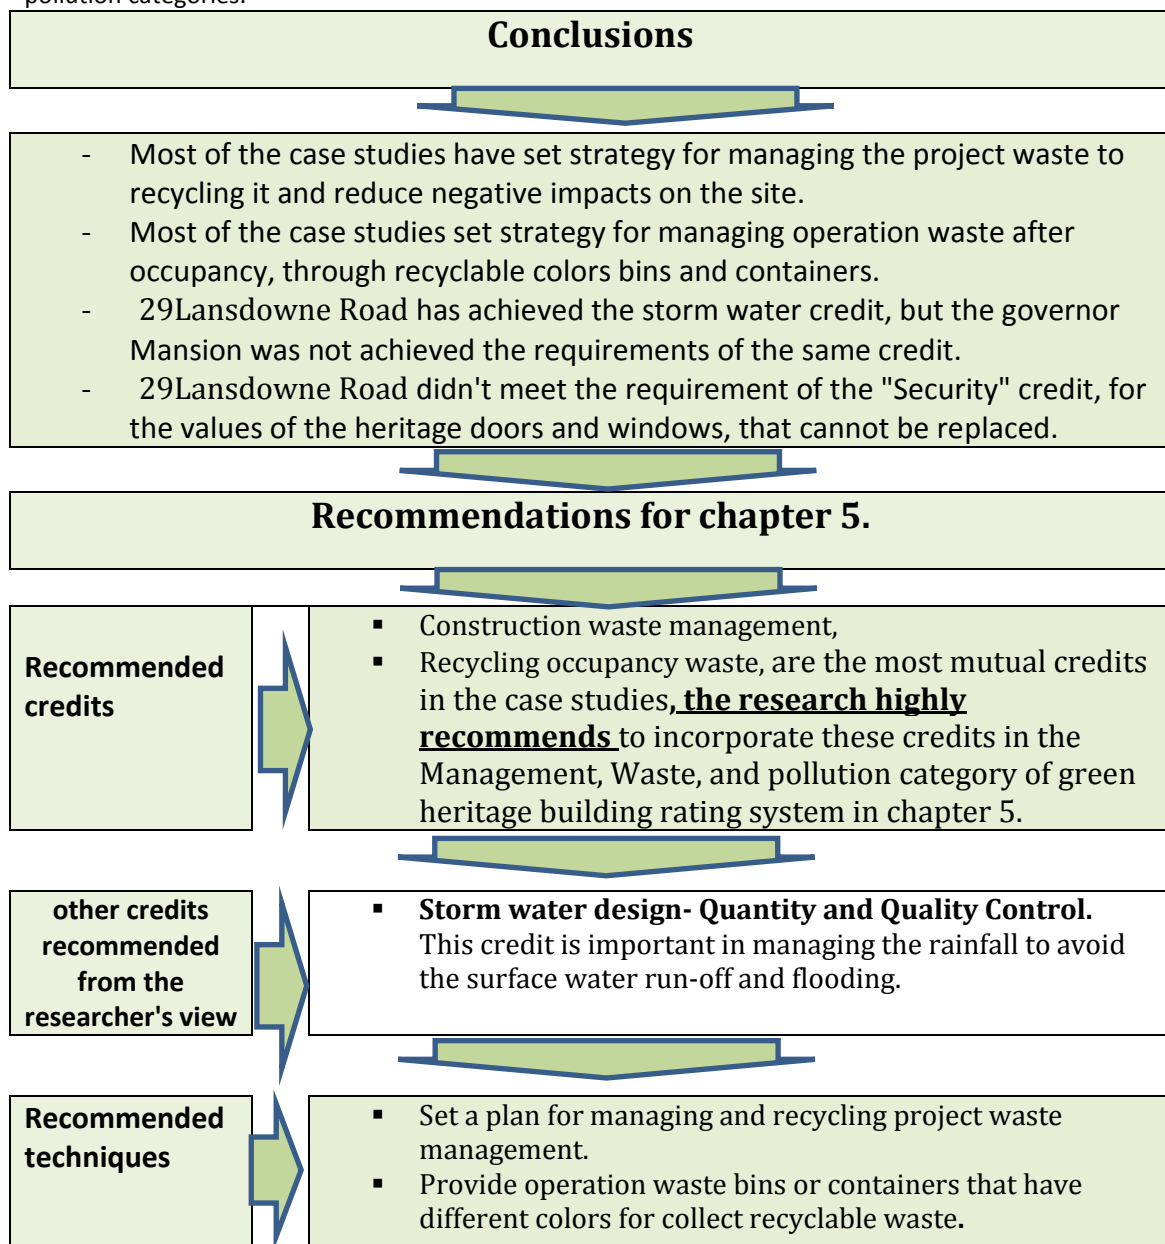 pollution categories.
Conclusions
- Most of the case studies have set strategy for managing the project waste to
recycling it and reduce negative impacts on the site.
- Most of the case studies set strategy for managing operation waste after
occupancy, through recyclable colors bins and containers.
- 29Lansdowne Road has achieved the storm water credit, but the governor
Mansion was not achieved the requirements of the same credit.
- 29Lansdowne Road didn't meet the requirement of the "Security" credit, for
the values of the heritage doors and windows, that cannot be replaced.
Recommendations for chapter 5.
Recommended
credits
▪ Construction waste management,
▪ Recycling occupancy waste, are the most mutual credits
in the case studies, the research highly
recommends to incorporate these credits in the
Management, Waste, and pollution category of green
heritage building rating system in chapter 5.
other credits
recommended
from the
researcher's view
▪ Storm water design- Quantity and Quality Control.
This credit is important in managing the rainfall to avoid
the surface water run-off and flooding.
Recommended
techniques
▪ Set a plan for managing and recycling project waste
management.
▪ Provide operation waste bins or containers that have
different colors for collect recyclable waste.